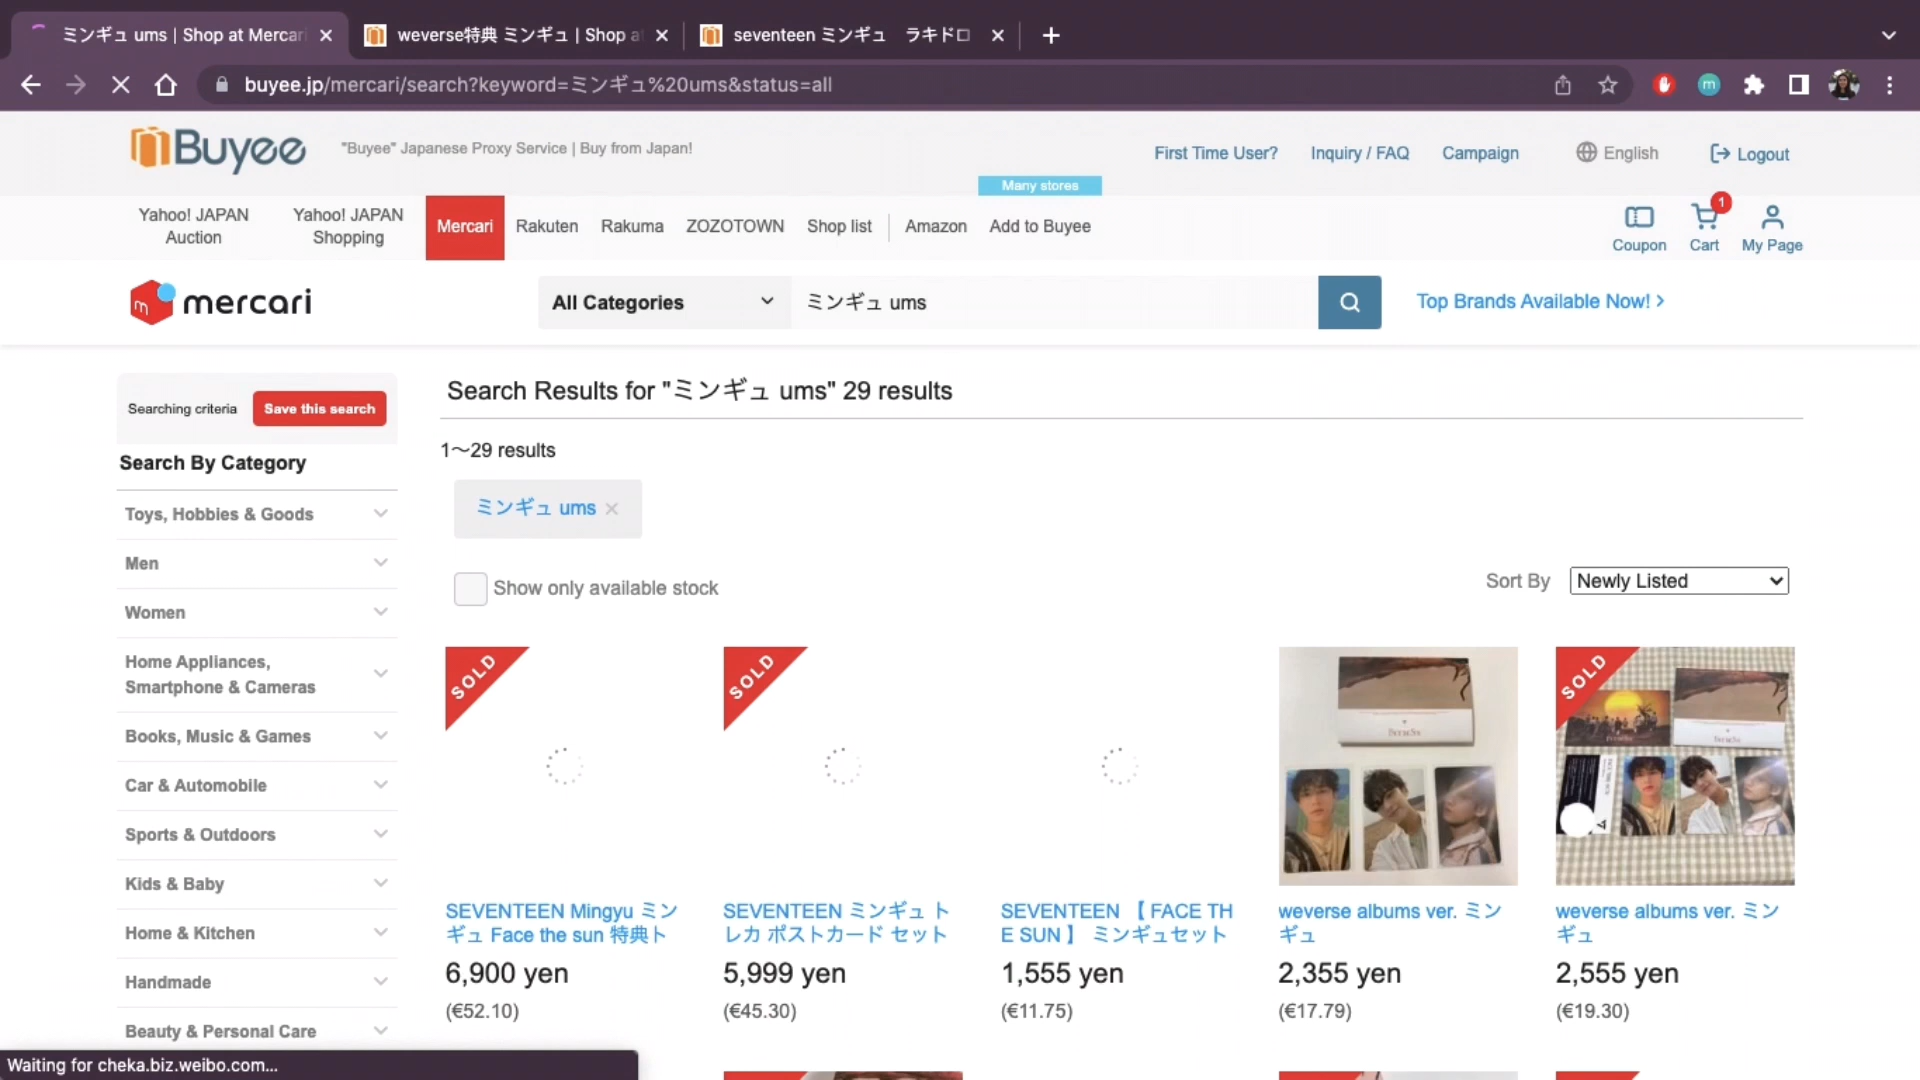 ミンギュ ums | Shop at Mercari
weverse特典 ミンギュ | Shop at
seventeen ミンギュ ラキドロ
buyee.jp/mercari/search?keyword=ミンギュ%20ums&status=all
Buyee
"Buyee" Japanese Proxy Service | Buy from Japan!
First Time User?
Inquiry / FAQ
Campaign
English
Logout
Many stores
Yahoo! JAPAN
Auction
Yahoo! JAPAN
Shopping
Mercari
Rakuten
Rakuma
ZOZOTOWN
Shop list
Amazon
Add to Buyee
1
Coupon
Cart
My Page
mercari
All Categories
ミンギュ ums
Top Brands Available Now!
Searching criteria
Save this search
Search Results for "ミンギュ ums" 29 results
1～29 results
ミンギュ ums
Show only available stock
Sort By
Newly Listed
Search By Category
Toys, Hobbies & Goods
Men
Women
Home Appliances,
Smartphone & Cameras
Books, Music & Games
Car & Automobile
Sports & Outdoors
Kids & Baby
Home & Kitchen
Handmade
Beauty & Personal Care
SOLD
SEVENTEEN Mingyu ミン
ギュ Face the sun 特典ト
6,900 yen
(€52.10)
SOLD
SEVENTEEN ミンギュ ト
レカ ポストカード セット
5,999 yen
(€45.30)
SEVENTEEN 【 FACE TH
E SUN 】 ミンギュセット
1,555 yen
(€11.75)
weverse albums ver. ミン
ギュ
2,355 yen
(€17.79)
SOLD
weverse albums ver. ミン
ギュ
2,555 yen
(€19.30)
Waiting for cheka.biz.weibo.com...